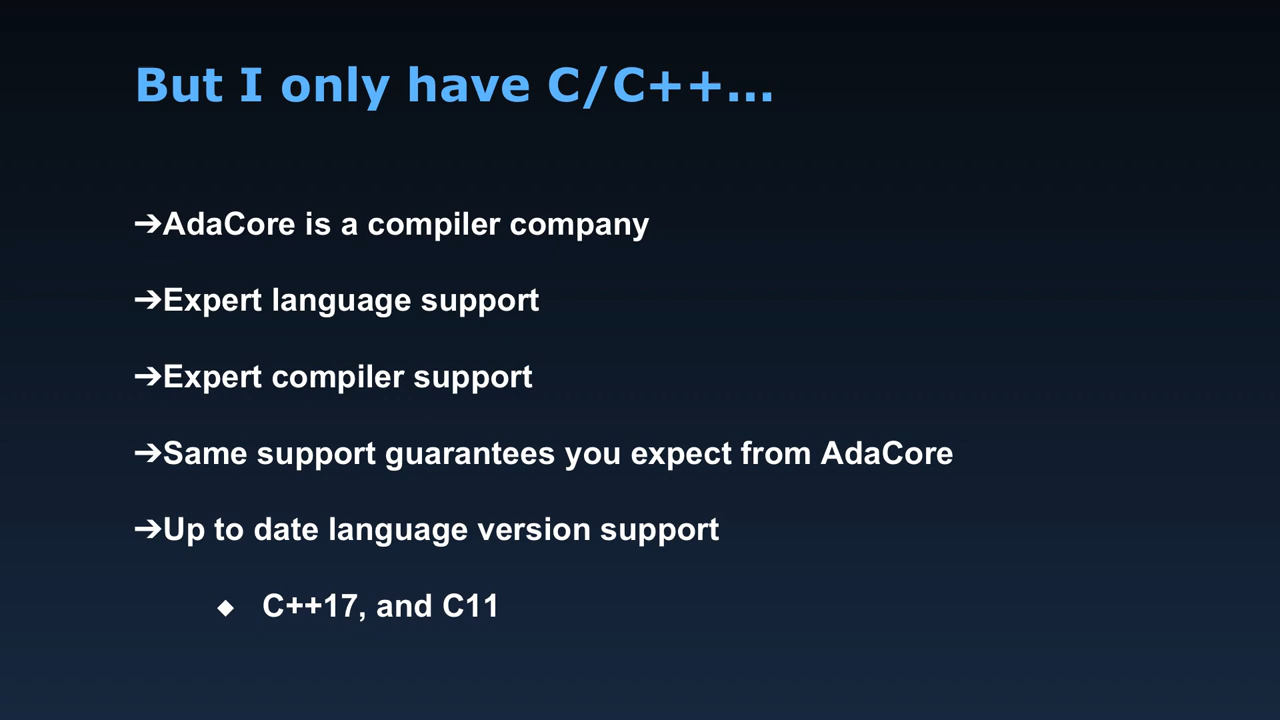 But I only have C/C++...
➔AdaCore is a compiler company
➔Expert language support
➔Expert compiler support
➔Same support guarantees you expect from AdaCore
➔Up to date language version support
◆ C++17, and C11